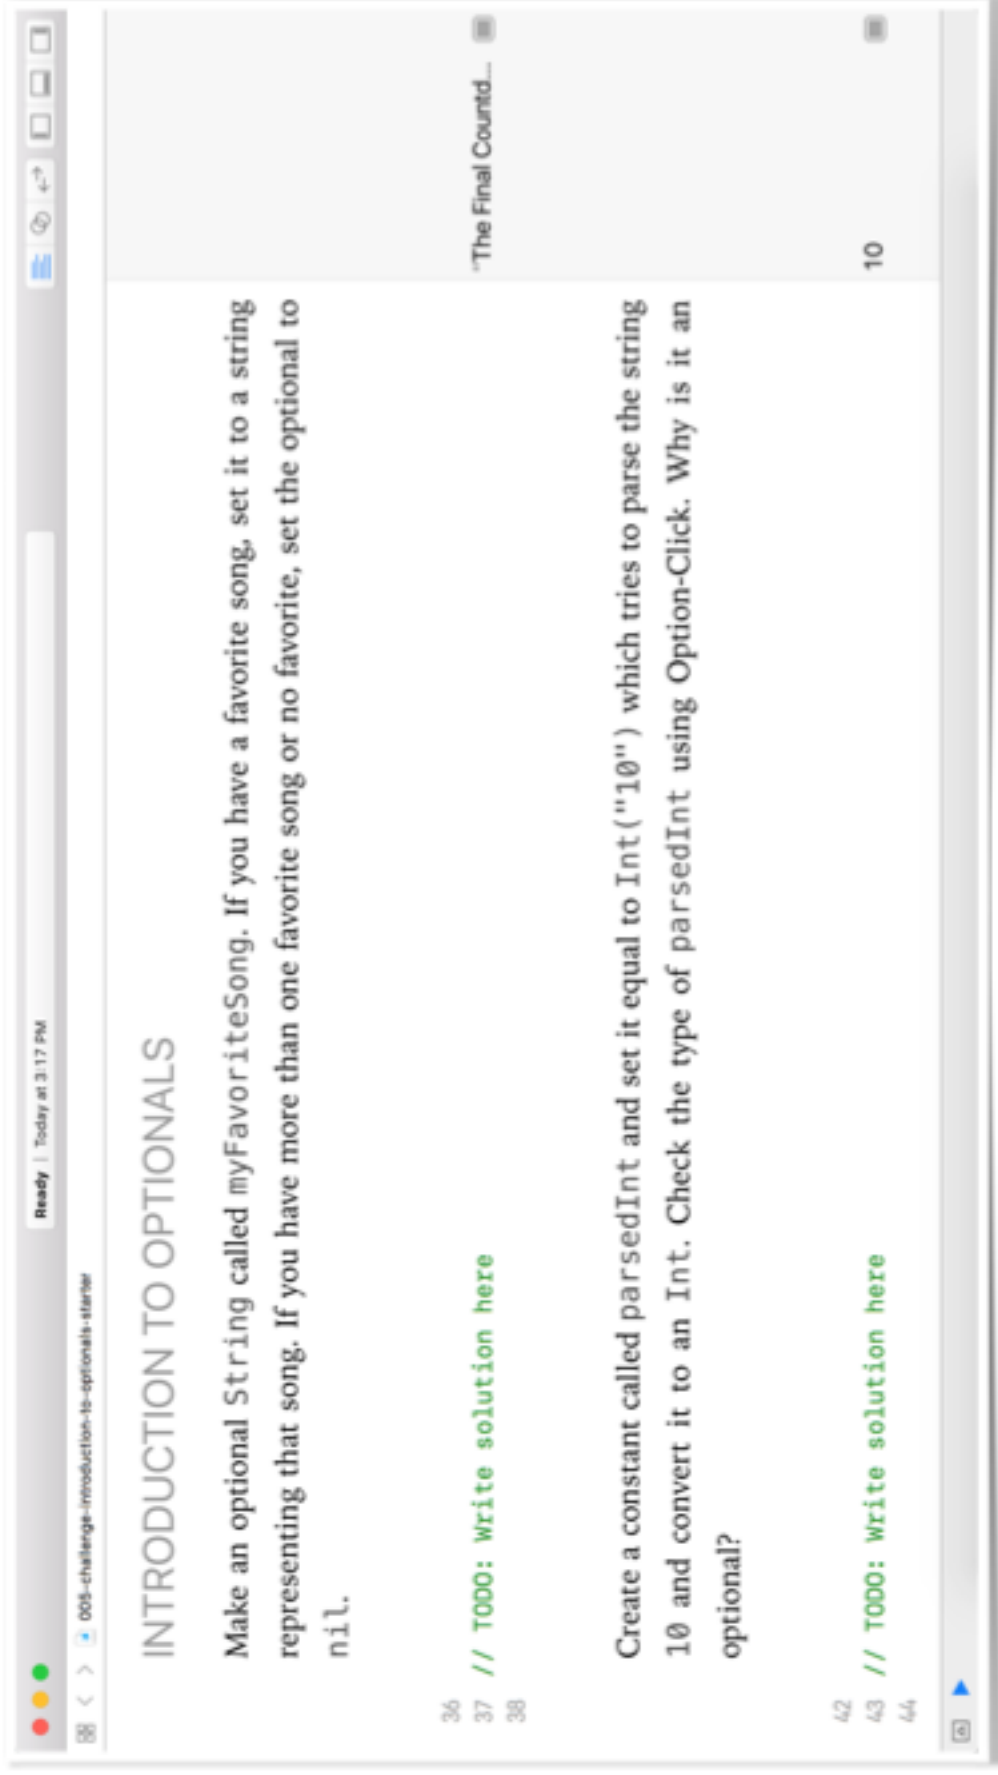 Ready | Today at 3:17 PM
005-challenge-introduction-to-optionals-starter
INTRODUCTION TO OPTIONALS
Make an optional String called myFavoriteSong. If you have a favorite song, set it to a string
representing that song. If you have more than one favorite song or no favorite, set the optional to
nil.
36
37 // TODO: Write solution here "The Final Countd...
38
Create a constant called parsedInt and set it equal to Int("10") which tries to parse the string
10 and convert it to an Int. Check the type of parsedInt using Option-Click. Why is it an
optional?
42
43 // TODO: Write solution here 10
44